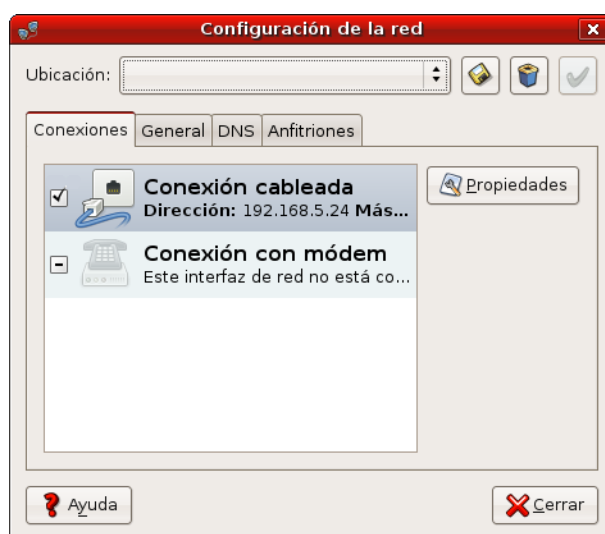 Configuración de la red
Ubicación:
Conexiones General DNS Anfitriones
Conexión cableada
Dirección: 192.168.5.24 Más...
Propiedades
Conexión con módem
Este interfaz de red no está co...
Ayuda
Cerrar